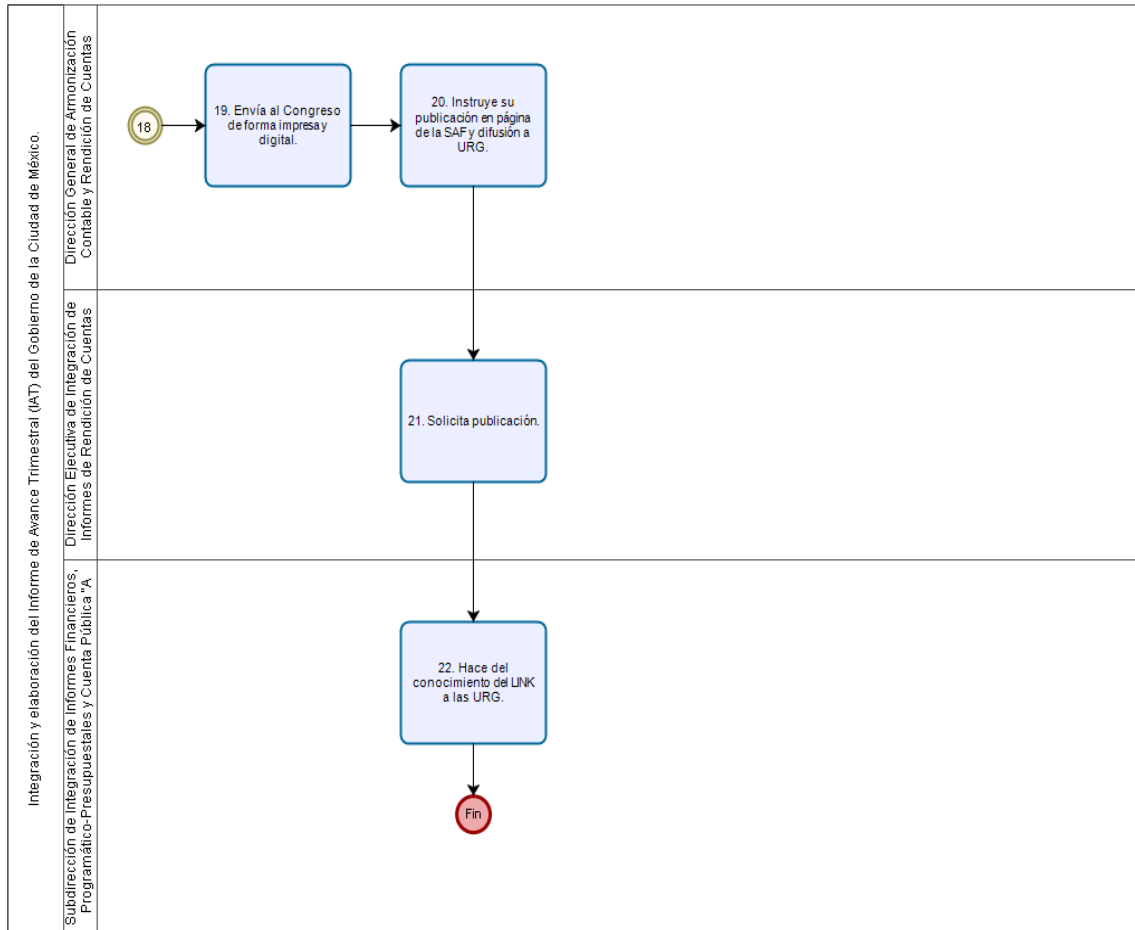 Integración y elaboración del Informe de Avance Trimestral (IAT) del Gobierno de la Ciudad de México.
Dirección General de Armonización
Contable y Rendición de Cuentas
18
19. Envía al Congreso
de forma impresa y
digital.
20. Instruye su
publicación en página
de la SAF y difusión a
URG.
Dirección Ejecutiva de Integración de
Informes de Rendición de Cuentas
21. Solicita publicación.
Subdirección de Integración de Informes Financieros,
Programático-Presupuestales y Cuenta Pública "A
22. Hace del
conocimiento del LINK
a las URG.
Fin